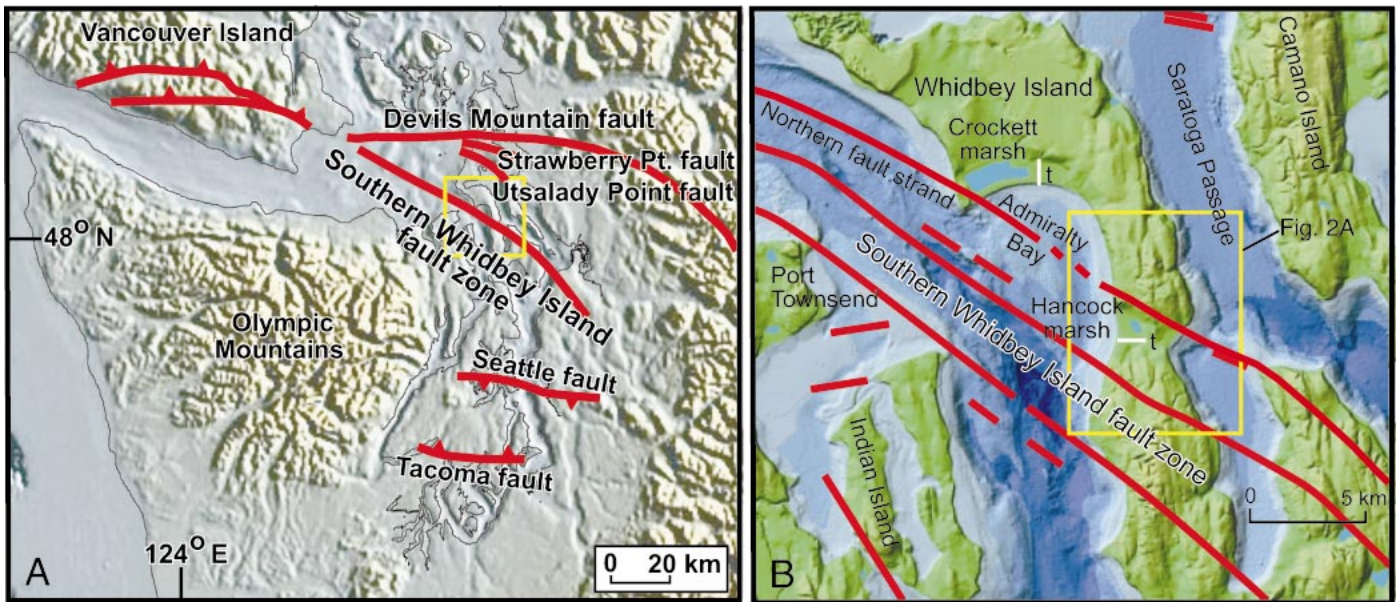 Vancouver Island
Devils Mountain fault
Strawberry Pt. fault
Utsalady Point fault
Southern Whidbey Island
fault zone
48° N
Olympic
Mountains
Seattle fault
Tacoma fault
124° E
A
0 20 km
Whidbey Island
Crockett
marsh
t
Saratoga Passage
Camano Island
Northern fault strand
Admiralty
Bay
Fig. 2A
Port
Townsend
Southern Whidbey Island fault zone
Hancock
marsh
t
Indian Island
0 5 km
B